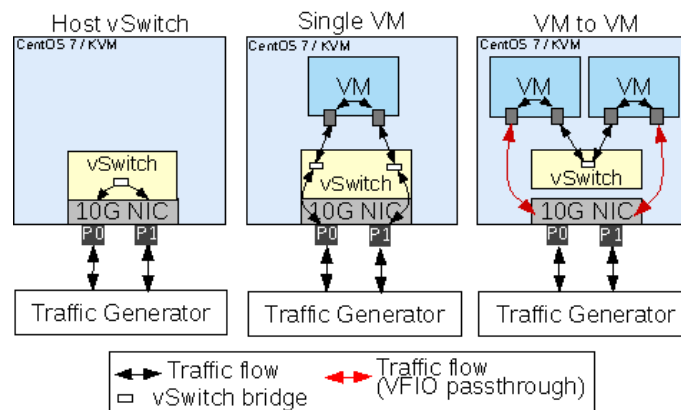 Host vSwitch
CentOS 7 / KVM
vSwitch
10G NIC
P0 P1
Traffic Generator
Single VM
CentOS 7 / KVM
VM
vSwitch
10G NIC
P0 P1
Traffic Generator
VM to VM
CentOS 7 / KVM
VM VM
vSwitch
10G NIC
P0 P1
Traffic Generator
Traffic flow
vSwitch bridge
Traffic flow
(VFIO passthrough)